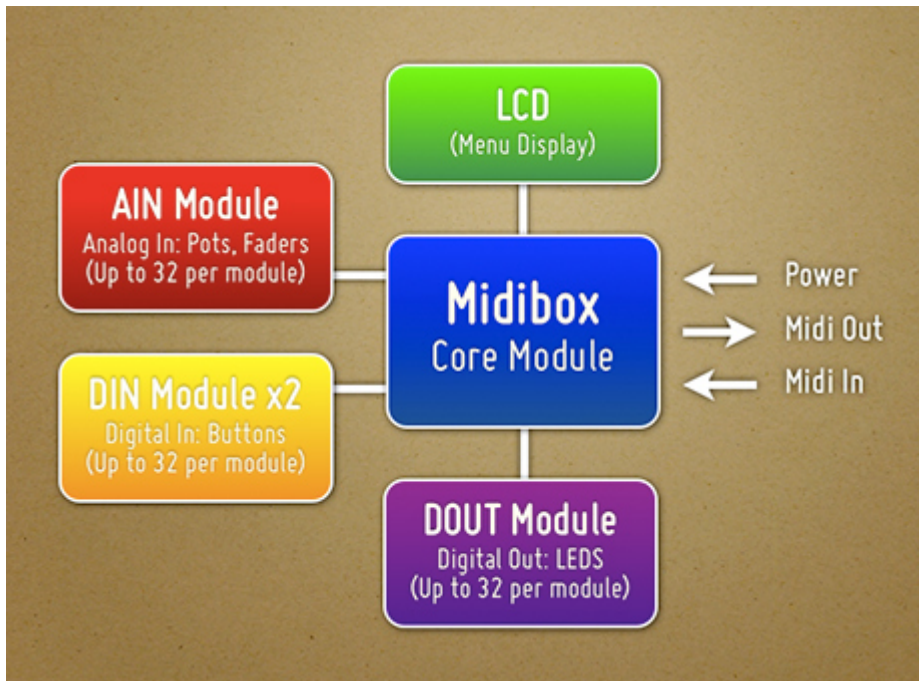 LCD
(Menu Display)
AIN Module
Analog In: Pots, Faders
(Up to 32 per module)
Midibox
Core Module
Power
Midi Out
Midi In
DIN Module x2
Digital In: Buttons
(Up to 32 per module)
DOUT Module
Digital Out: LEDS
(Up to 32 per module)